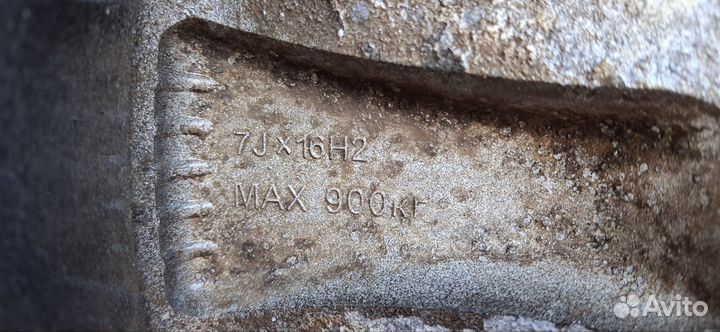 7J×16H2
MAX 900кг
Avito